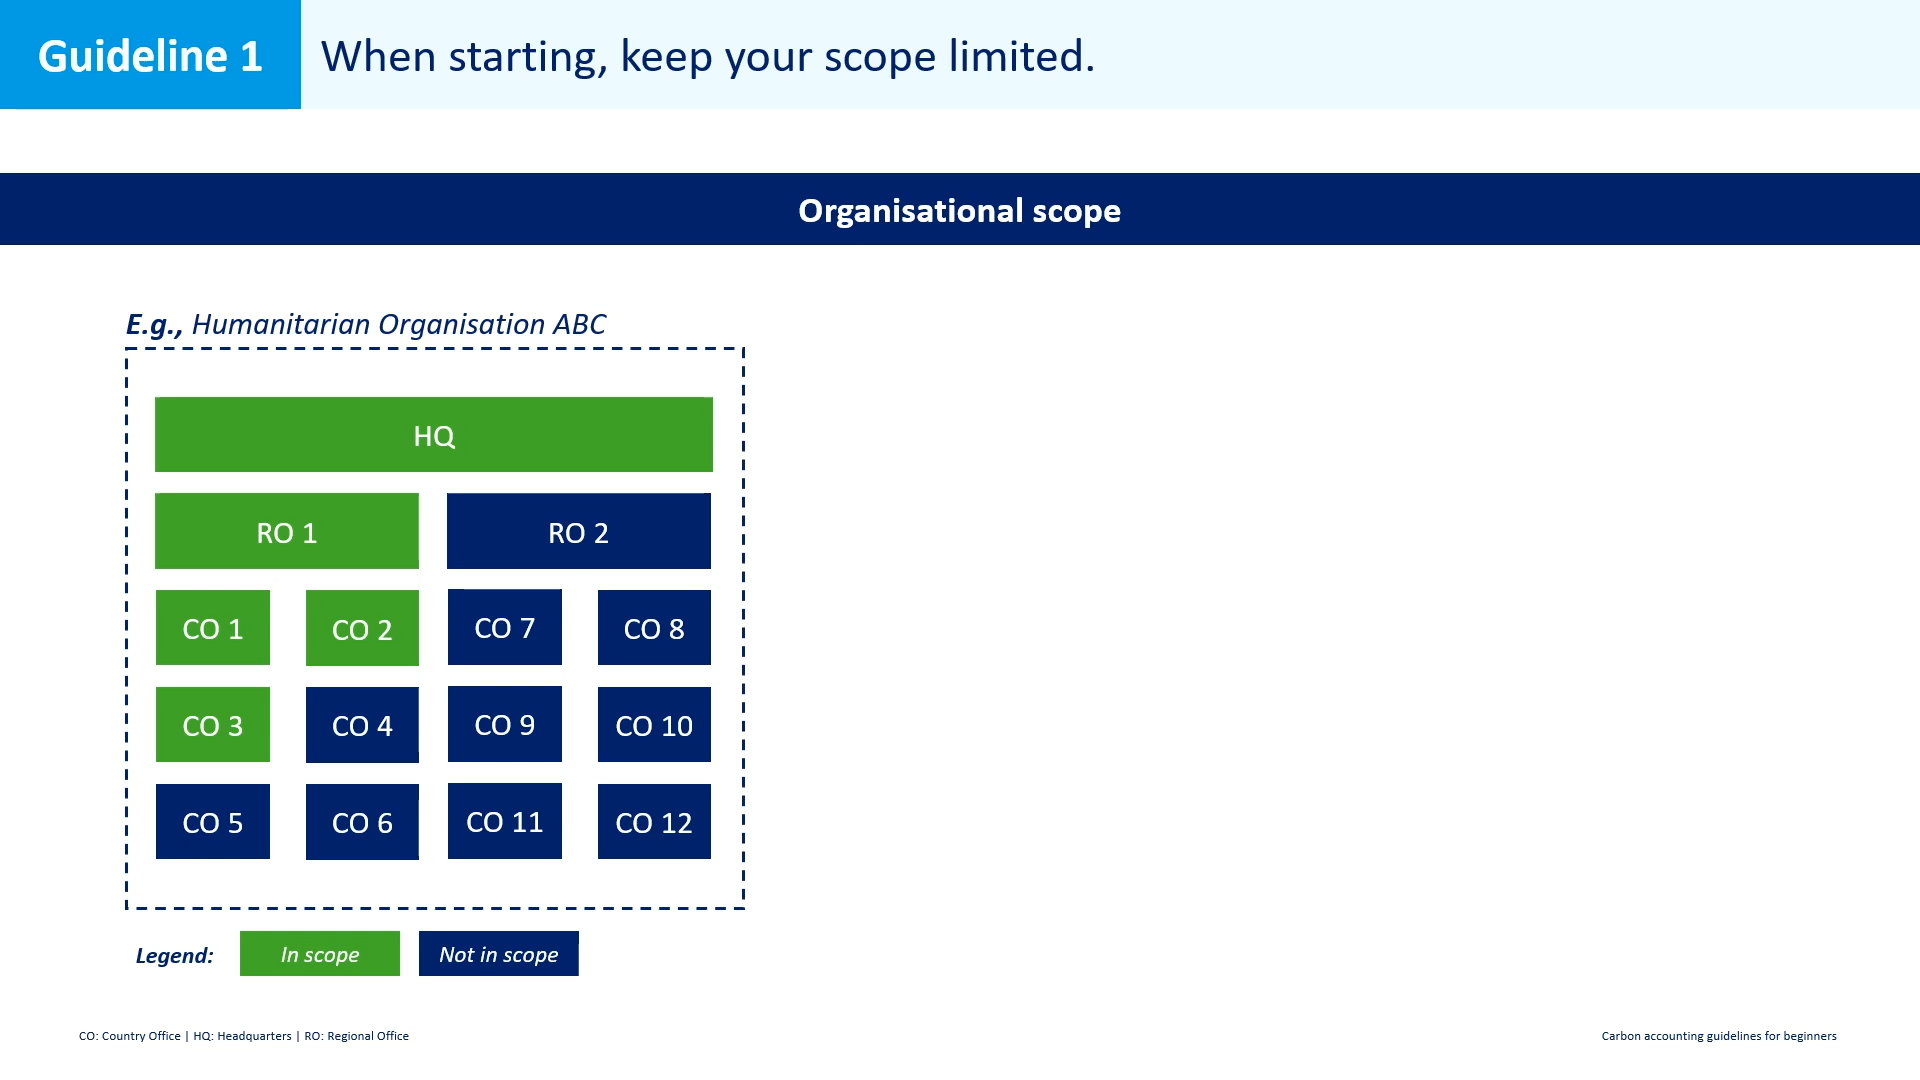 Guideline 1
When starting, keep your scope limited.
Organisational scope
E.g., Humanitarian Organisation ABC
HQ
RO 1
RO 2
CO 1
CO 2
CO 7
CO 8
CO 3
CO 4
CO 9
CO 10
CO 5
CO 6
CO 11
CO 12
Legend:
In scope
Not in scope
CO: Country Office | HQ: Headquarters | RO: Regional Office
Carbon accounting guidelines for beginners